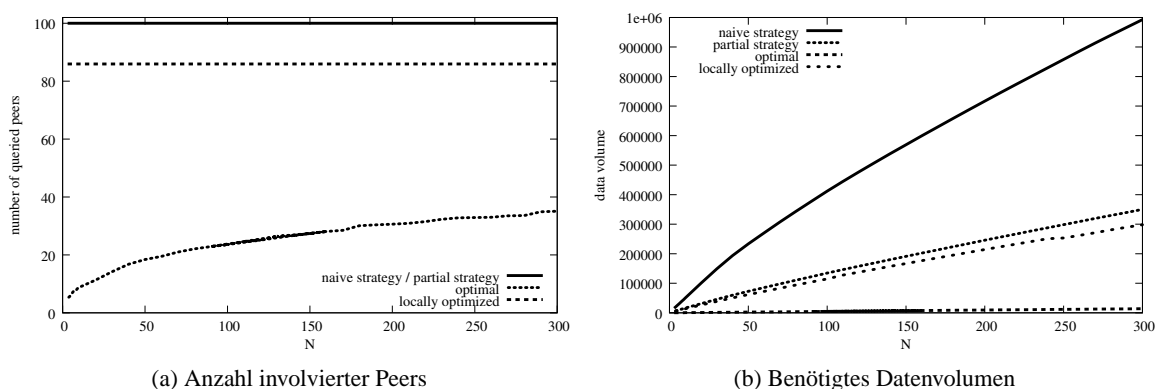 100
80
60
40
20
0
number of queried peers
naive strategy / partial strategy
optimal
locally optimized
0
50
100
150
200
250
300
N
(a) Anzahl involvierter Peers
1e+06
900000
800000
700000
600000
500000
400000
300000
200000
100000
0
data volume
naive strategy
partial strategy
optimal
locally optimized
0
50
100
150
200
250
300
N
(b) Benötigtes Datenvolumen